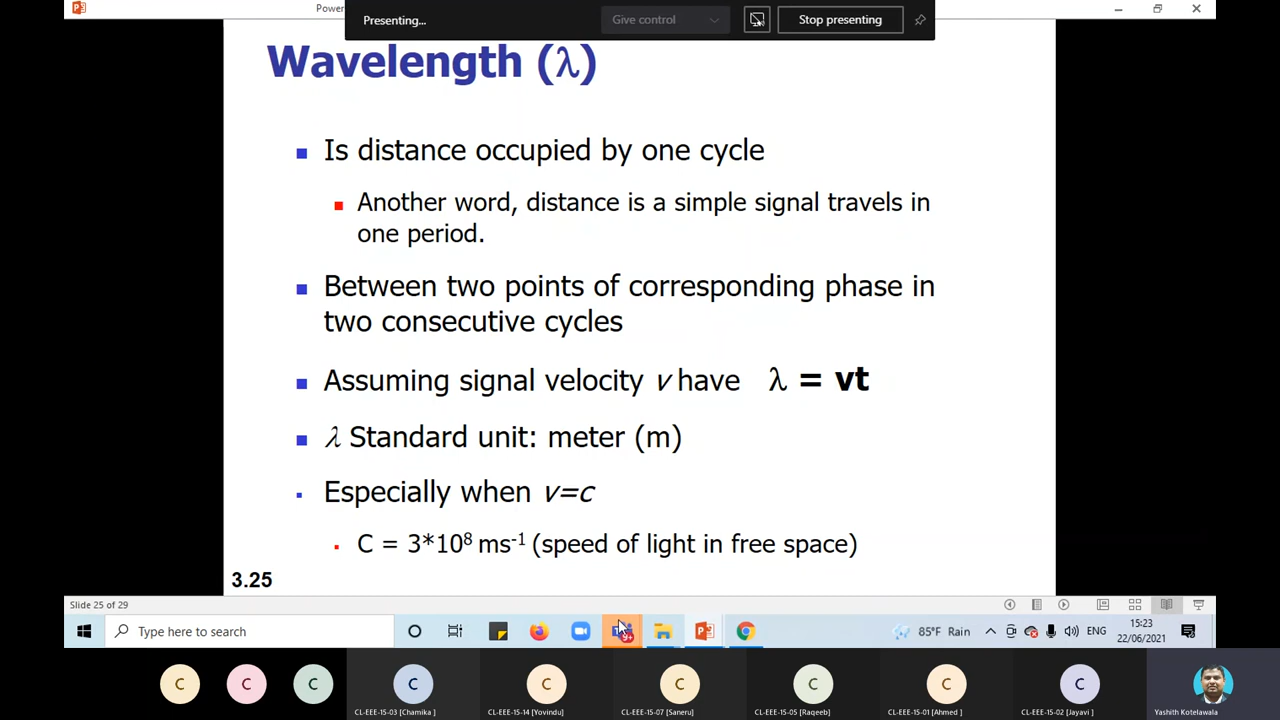 Power
Presenting...
Give control
Stop presenting
Wavelength (λ)
Is distance occupied by one cycle
Another word, distance is a simple signal travels in
one period.
Between two points of corresponding phase in
two consecutive cycles
Assuming signal velocity v have λ = vt
λ Standard unit: meter (m)
Especially when v=c
C = 3*10⁸ ms⁻¹ (speed of light in free space)
3.25
Slide 25 of 29
Type here to search
85°F Rain
ENG
15:23
22/06/2021
C
C
C
C
C
C
C
C
C
CL-EEE-15-03 [Chamika ]
CL-EEE-15-14 [Yovindu]
CL-EEE-15-07 [Saneru]
CL-EEE-15-05 [Raqeeb]
CL-EEE-15-01 [Ahmed ]
CL-EEE-15-02 [Jayavi ]
Yashith Kotelawala